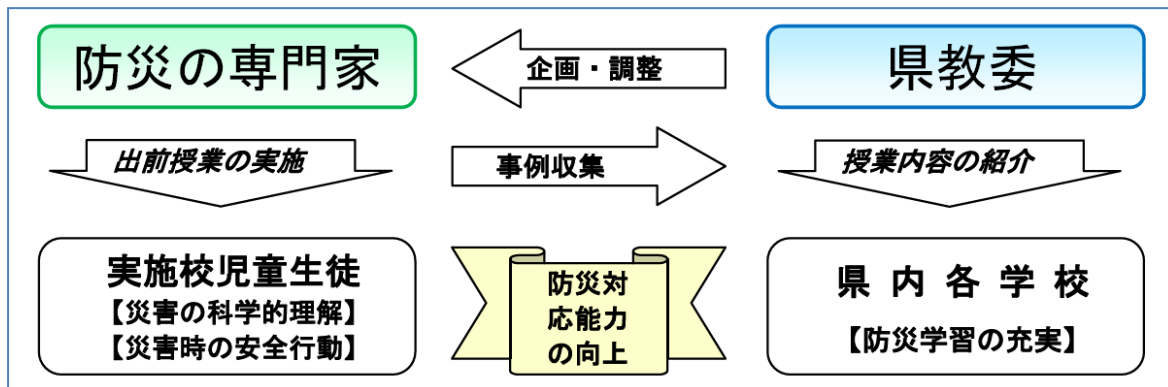 防災の専門家
企画・調整
県教委
出前授業の実施
事例収集
授業内容の紹介
実施校児童生徒
【災害の科学的理解】
【災害時の安全行動】
防災対
応能力
の向上
県内各学校
【防災学習の充実】